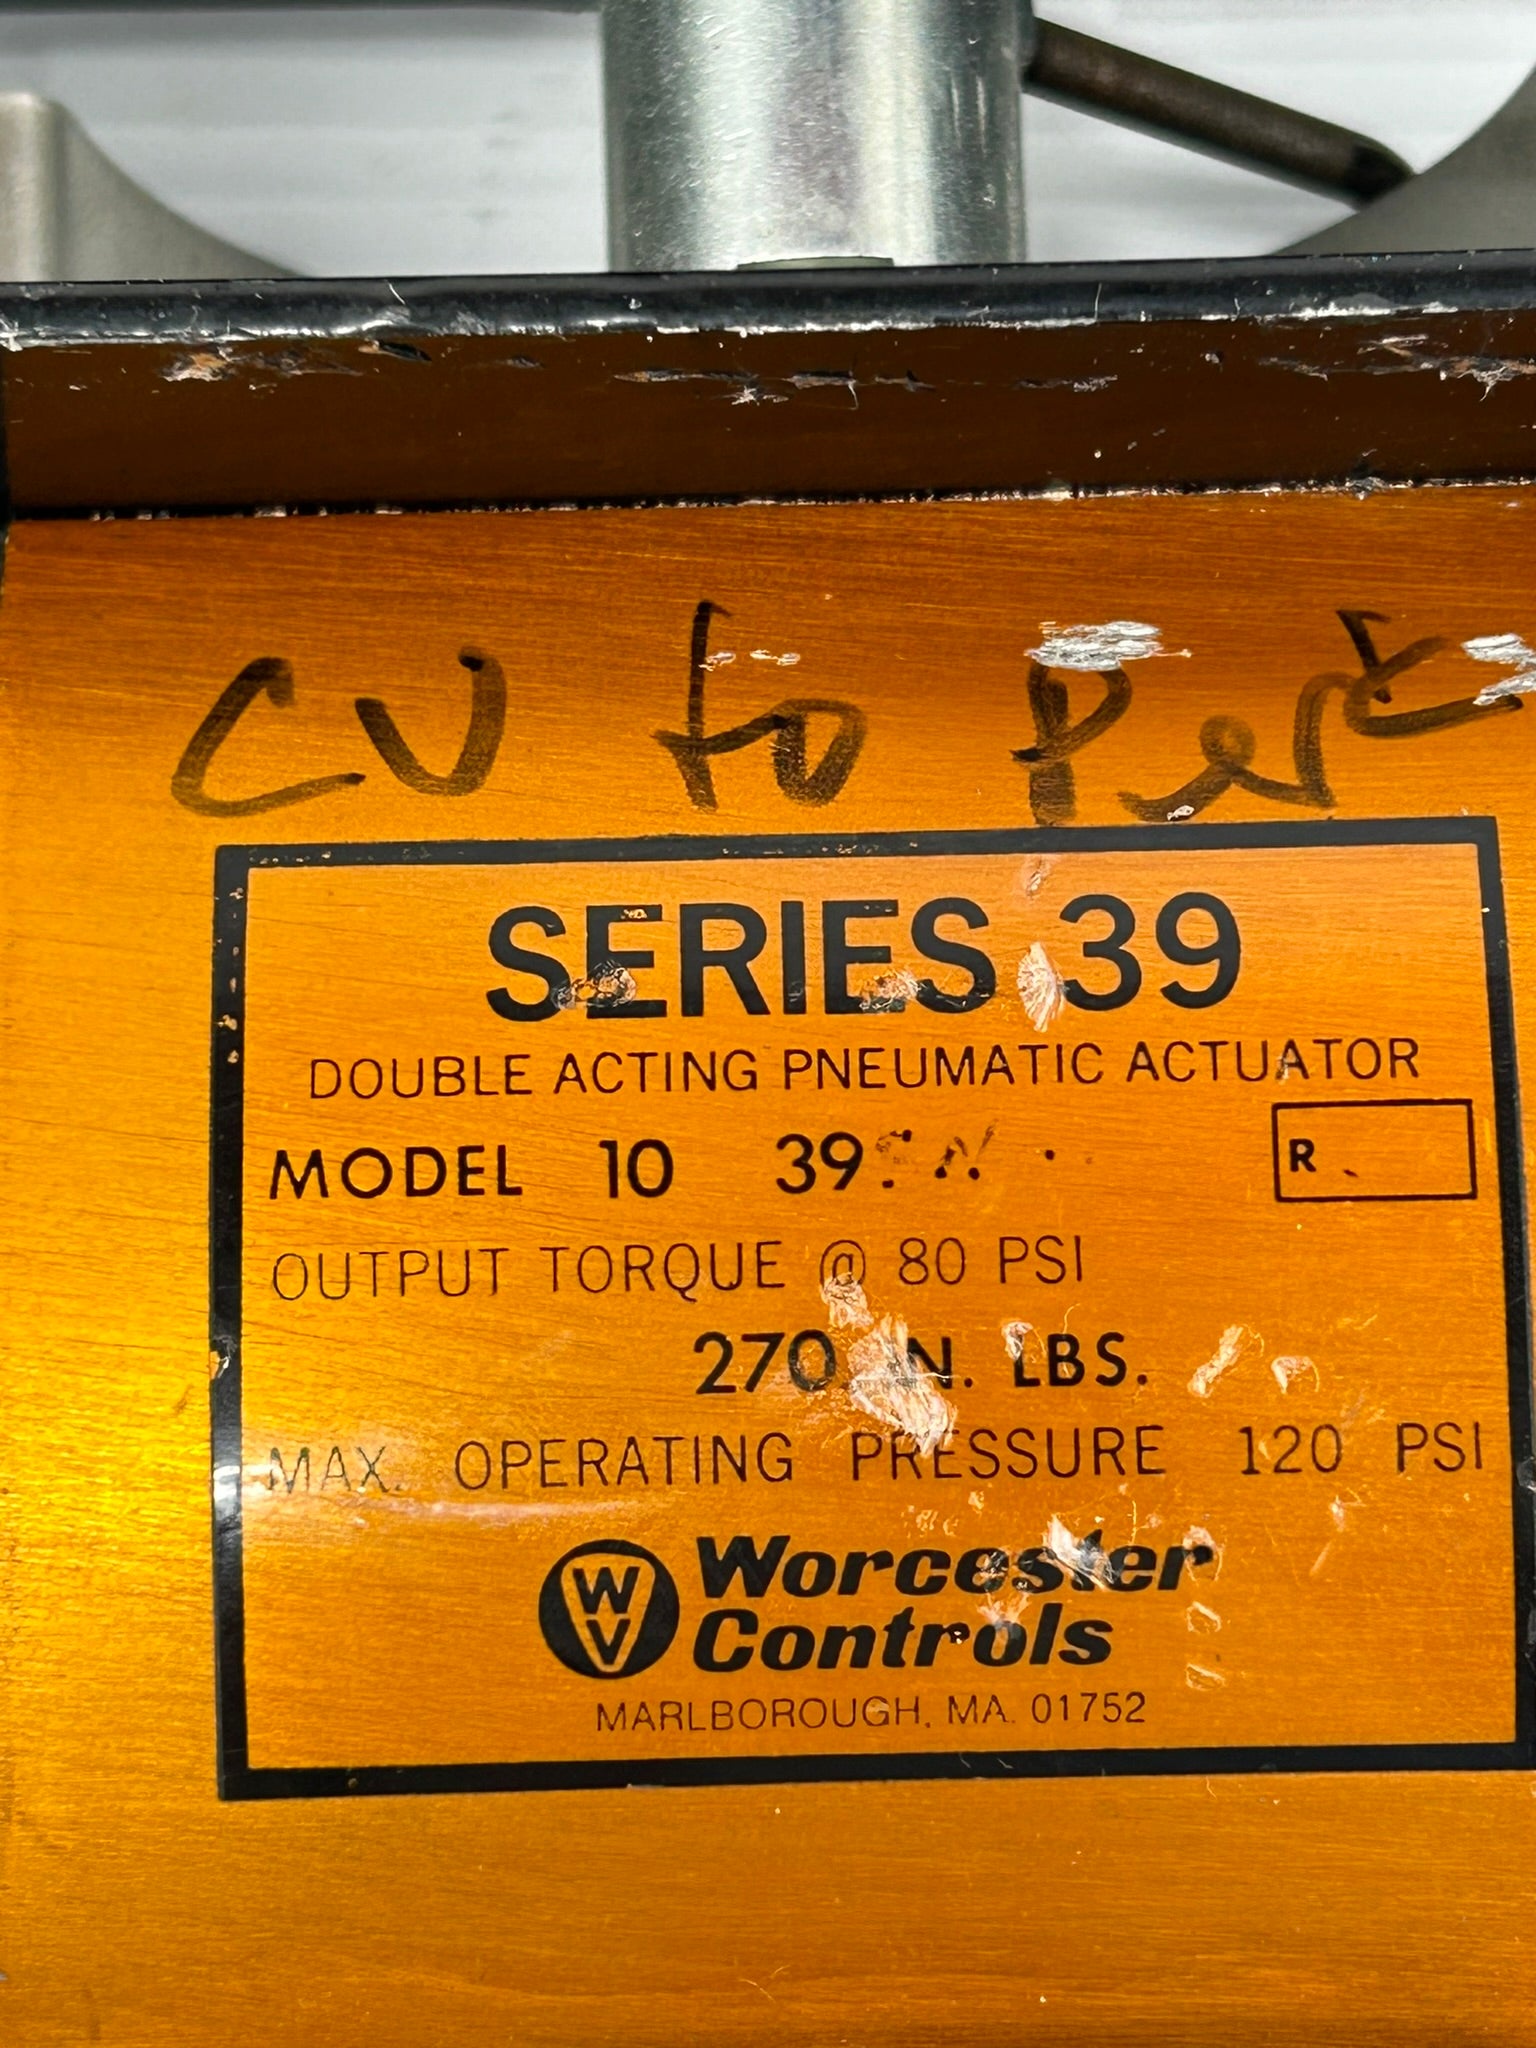 CV to
SERIES 39
DOUBLE ACTING PNEUMATIC ACTUATOR
MODEL 10 39
R
OUTPUT TORQUE @ 80 PSI
270 IN. LBS.
MAX. OPERATING PRESSURE 120 PSI
WV Worcester
Controls
MARLBOROUGH, MA. 01752